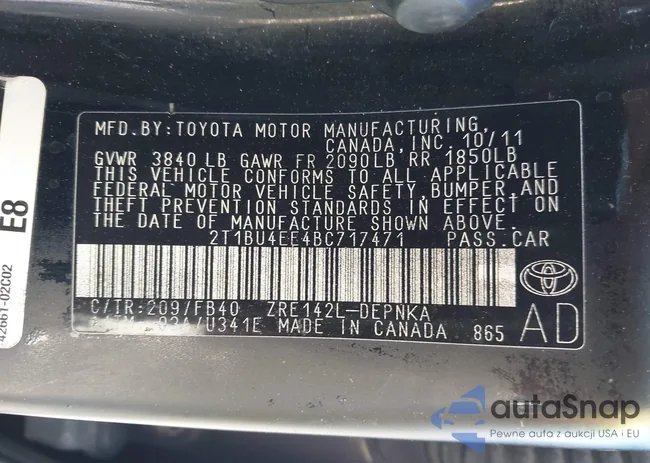 MFD.BY:TOYOTA MOTOR MANUFACTURING,
CANADA,INC. 10/11
GVWR 3840 LB GAWR FR 2090LB RR 1850LB
THIS VEHICLE CONFORMS TO ALL APPLICABLE
FEDERAL MOTOR VEHICLE SAFETY, BUMPER,AND
THEFT PREVENTION STANDARDS IN EFFECT ON
THE DATE OF MANUFACTURE SHOWN ABOVE.
2T1BU4EE4BC717471 PASS.CAR
C/TR:209/FB40 ZRE142L-DEPNKA
/U341E MADE IN CANADA 865
AD
42661-02C02
E8
autaSnap
Pewne auta z aukcji USA i EU